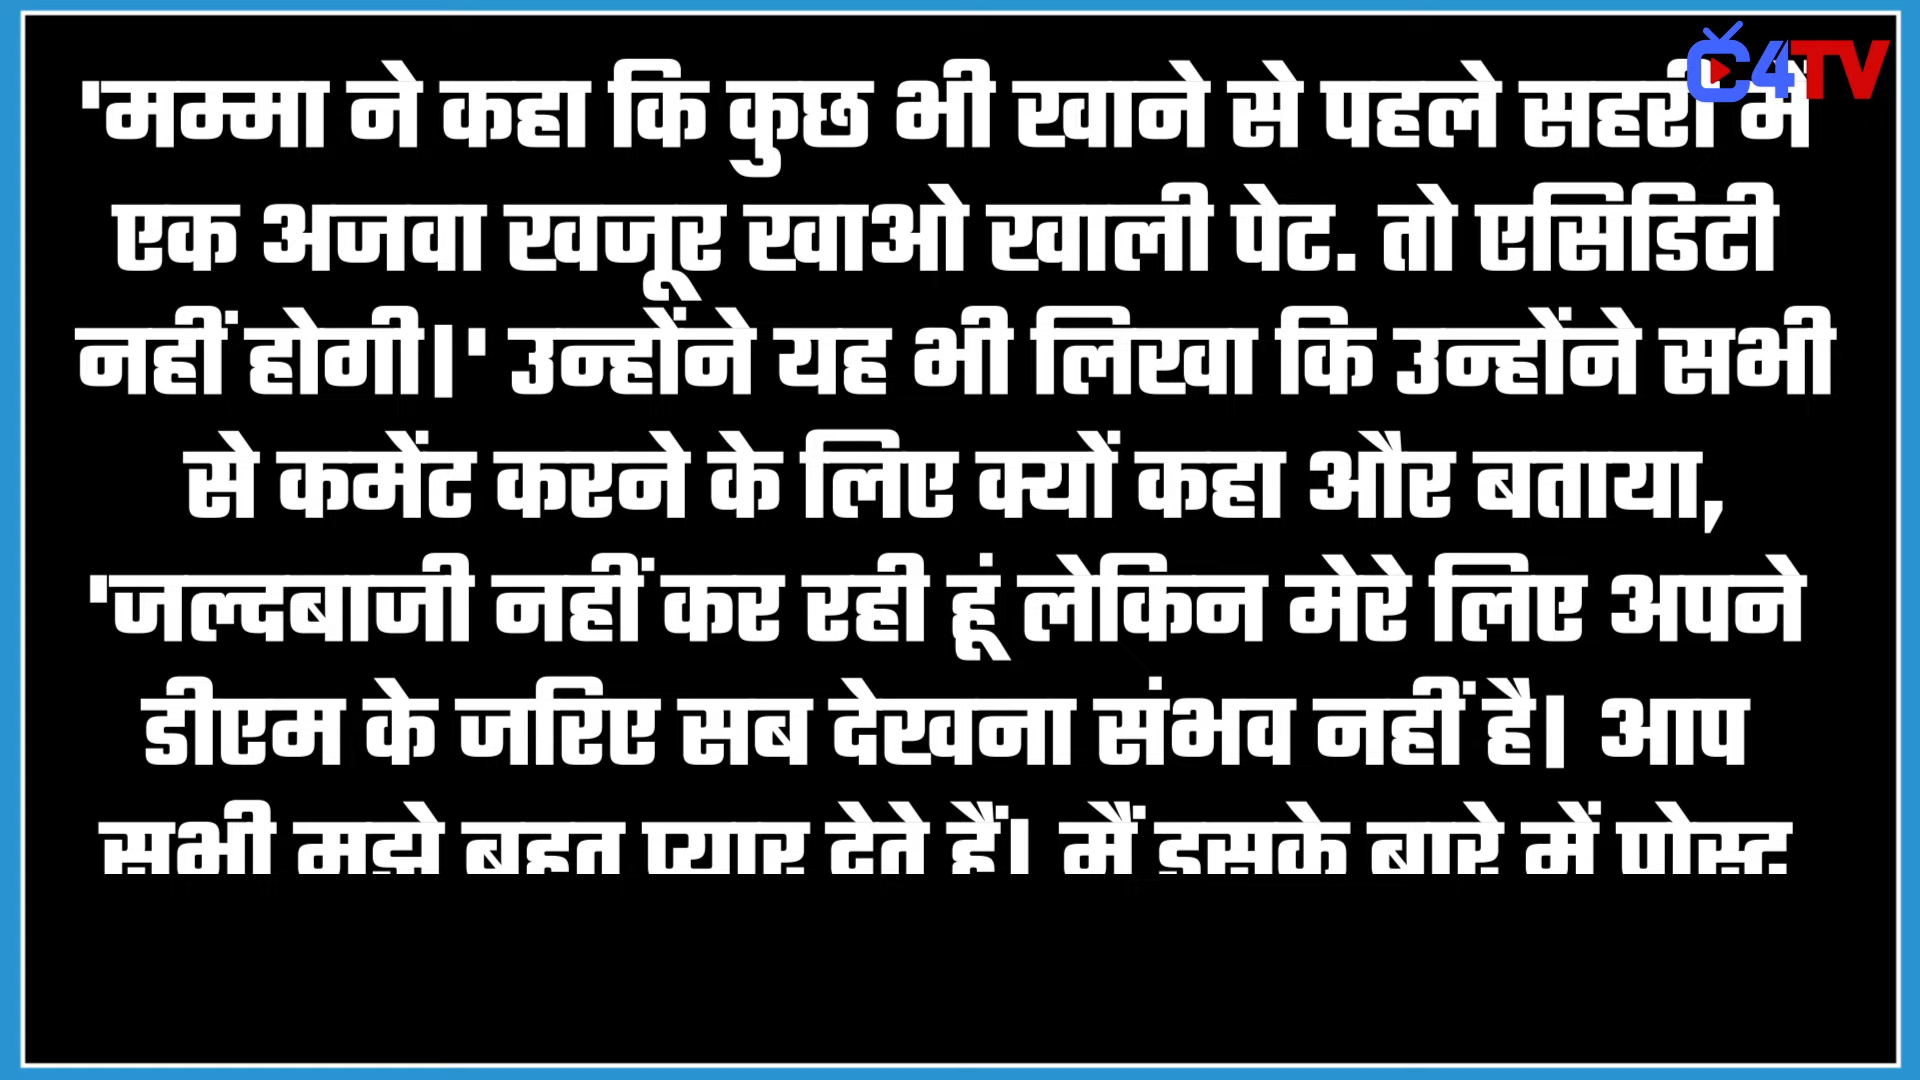 C4TV
'मम्मा ने कहा कि कुछ भी खाने से पहले सहरी में
एक अजवा खजूर खाओ खाली पेट. तो एसिडिटी
नहीं होगी।' उन्होंने यह भी लिखा कि उन्होंने सभी
से कमेंट करने के लिए क्यों कहा और बताया,
'जल्दबाजी नहीं कर रही हूं लेकिन मेरे लिए अपने
डीएम के जरिए सब देखना संभव नहीं है। आप
सभी मुझे बहुत प्यार देते हैं। मैं इसके बारे में पोस्ट